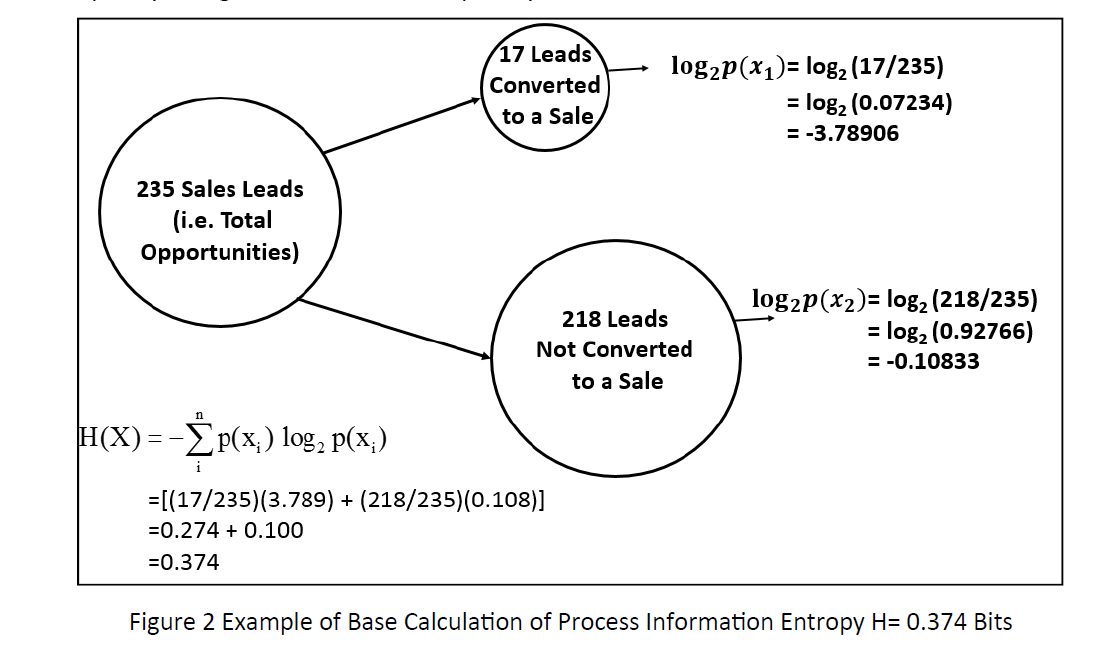 17 Leads
Converted
to a Sale
log₂p(x₁)= log₂ (17/235)
= log₂ (0.07234)
= -3.78906
235 Sales Leads
(i.e. Total
Opportunities)
218 Leads
Not Converted
to a Sale
log₂p(x₂)= log₂ (218/235)
= log₂ (0.92766)
= -0.10833
n
H(X) = −∑ p(xᵢ) log₂ p(xᵢ)
i
=[(17/235)(3.789) + (218/235)(0.108)]
=0.274 + 0.100
=0.374
Figure 2 Example of Base Calculation of Process Information Entropy H= 0.374 Bits